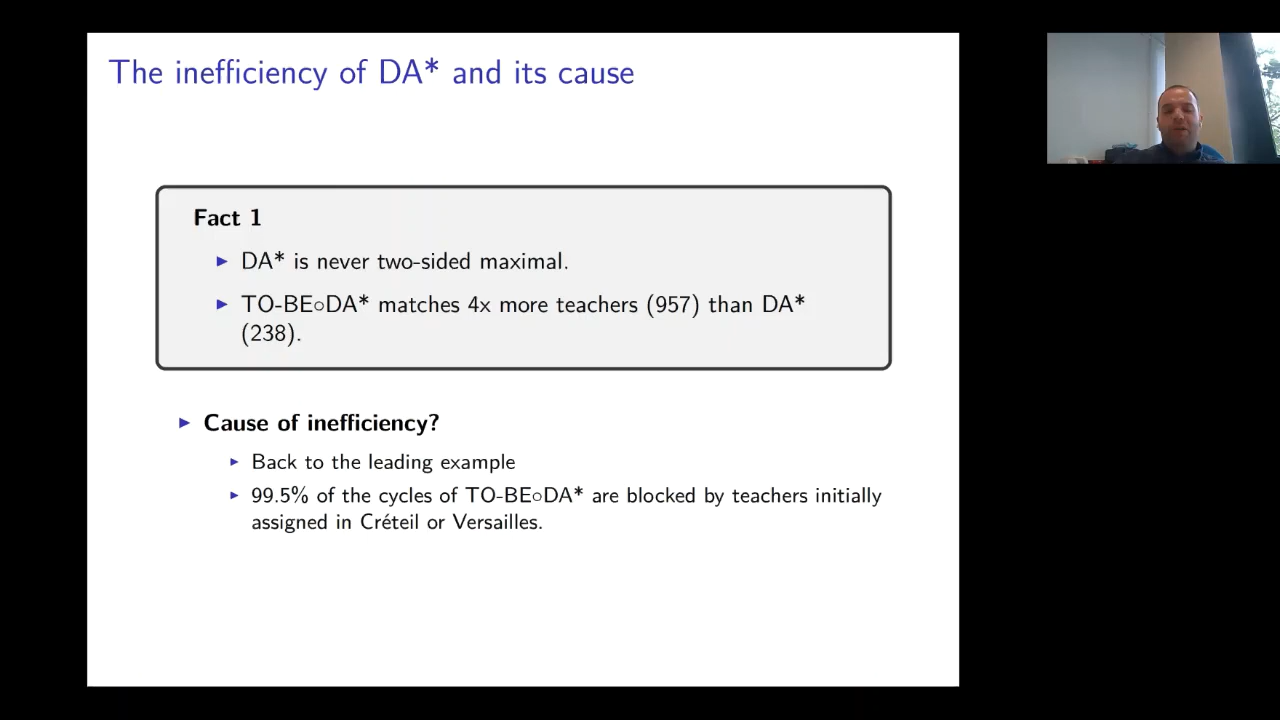 The inefficiency of DA* and its cause
Fact 1
▶ DA* is never two-sided maximal.
▶ TO-BE∘DA* matches 4x more teachers (957) than DA*
(238).
▶ Cause of inefficiency?
▶ Back to the leading example
▶ 99.5% of the cycles of TO-BE∘DA* are blocked by teachers initially
assigned in Créteil or Versailles.